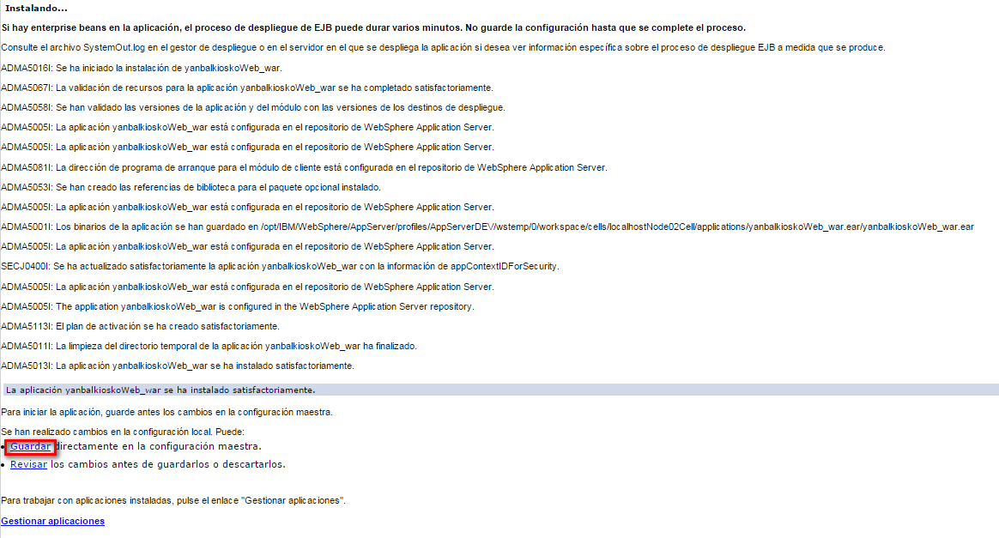 Instalando...
Si hay enterprise beans en la aplicación, el proceso de despliegue de EJB puede durar varios minutos. No guarde la configuración hasta que se complete el proceso.
Consulte el archivo SystemOut.log en el gestor de despliegue o en el servidor en el que se despliega la aplicación si desea ver información específica sobre el proceso de despliegue EJB a medida que se produce.
ADMA5016I: Se ha iniciado la instalación de yanbalkioskoWeb_war.
ADMA5067I: La validación de recursos para la aplicación yanbalkioskoWeb_war se ha completado satisfactoriamente.
ADMA5058I: Se han validado las versiones de la aplicación y del módulo con las versiones de los destinos de despliegue.
ADMA5005I: La aplicación yanbalkioskoWeb_war está configurada en el repositorio de WebSphere Application Server.
ADMA5005I: La aplicación yanbalkioskoWeb_war está configurada en el repositorio de WebSphere Application Server.
ADMA5081I: La dirección de programa de arranque para el módulo de cliente está configurada en el repositorio de WebSphere Application Server.
ADMA5053I: Se han creado las referencias de biblioteca para el paquete opcional instalado.
ADMA5005I: La aplicación yanbalkioskoWeb_war está configurada en el repositorio de WebSphere Application Server.
ADMA5001I: Los binarios de la aplicación se han guardado en /opt/IBM/WebSphere/AppServer/profiles/AppServerDEV/wstemp/0/workspace/cells/localhostNode02Cell/applications/yanbalkioskoWeb_war.ear/yanbalkioskoWeb_war.ear
ADMA5005I: La aplicación yanbalkioskoWeb_war está configurada en el repositorio de WebSphere Application Server.
SECJ0400I: Se ha actualizado satisfactoriamente la aplicación yanbalkioskoWeb_war con la información de appContextIDForSecurity.
ADMA5005I: La aplicación yanbalkioskoWeb_war está configurada en el repositorio de WebSphere Application Server.
ADMA5005I: The application yanbalkioskoWeb_war is configured in the WebSphere Application Server repository.
ADMA5113I: El plan de activación se ha creado satisfactoriamente.
ADMA5011I: La limpieza del directorio temporal de la aplicación yanbalkioskoWeb_war ha finalizado.
ADMA5013I: La aplicación yanbalkioskoWeb_war se ha instalado satisfactoriamente.
La aplicación yanbalkioskoWeb_war se ha instalado satisfactoriamente.
Para iniciar la aplicación, guarde antes los cambios en la configuración maestra.
Se han realizado cambios en la configuración local. Puede:
• Guardar directamente en la configuración maestra.
• Revisar los cambios antes de guardarlos o descartarlos.
Para trabajar con aplicaciones instaladas, pulse el enlace "Gestionar aplicaciones".
Gestionar aplicaciones